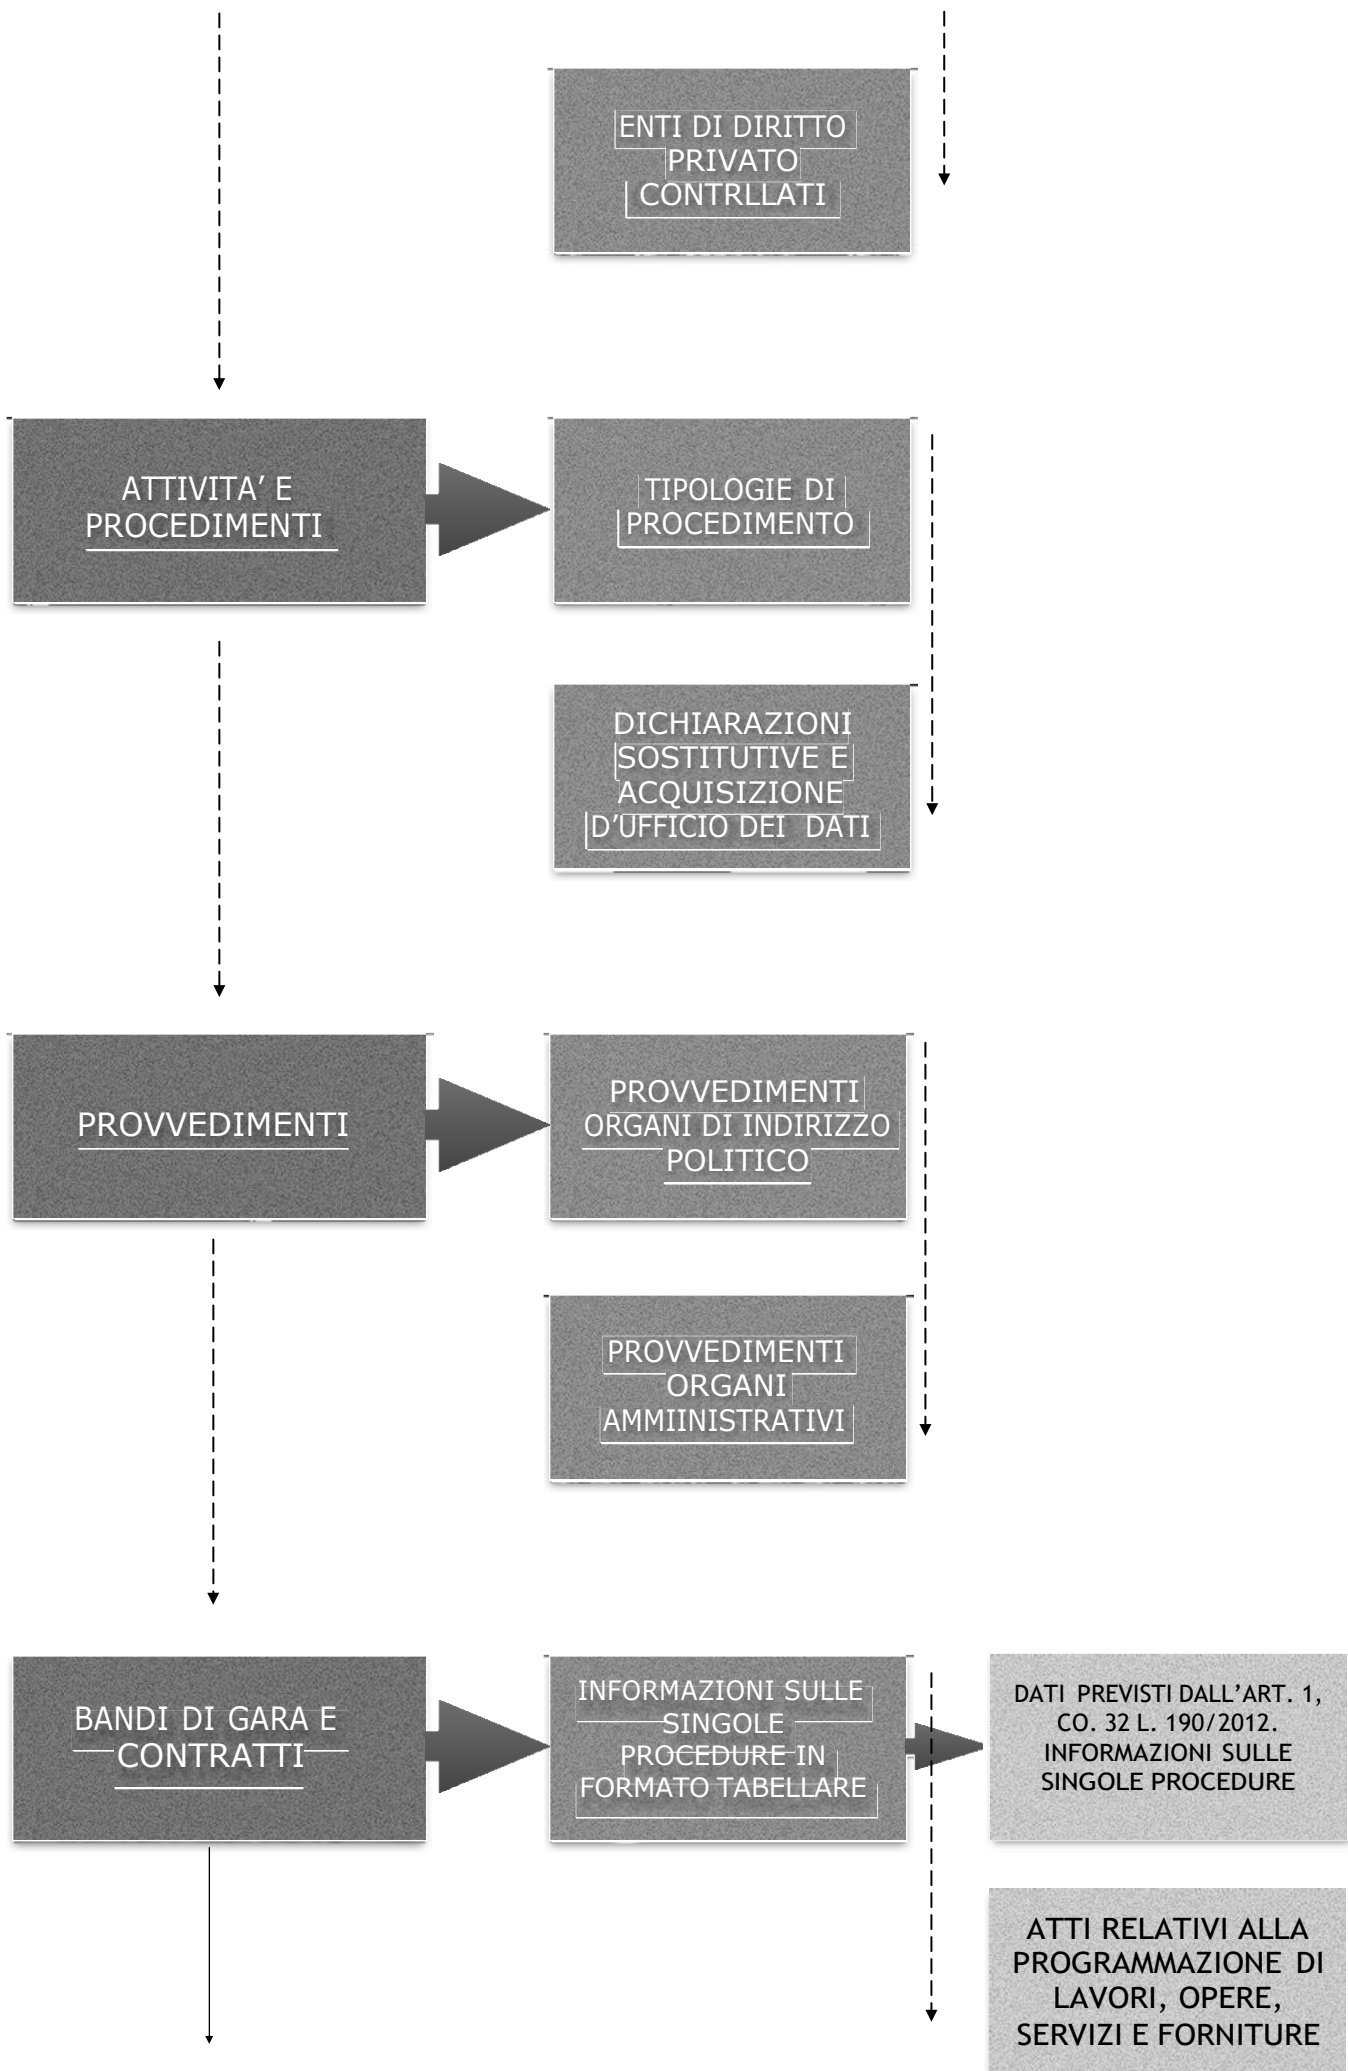 ENTI DI DIRITTO
PRIVATO
CONTRLLATI
ATTIVITA’ E
PROCEDIMENTI
TIPOLOGIE DI
PROCEDIMENTO
DICHIARAZIONI
SOSTITUTIVE E
ACQUISIZIONE
D’UFFICIO DEI DATI
PROVVEDIMENTI
PROVVEDIMENTI
ORGANI DI INDIRIZZO
POLITICO
PROVVEDIMENTI
ORGANI
AMMIINISTRATIVI
BANDI DI GARA E
CONTRATTI
INFORMAZIONI SULLE
SINGOLE
PROCEDURE IN
FORMATO TABELLARE
DATI PREVISTI DALL’ART. 1,
CO. 32 L. 190/2012.
INFORMAZIONI SULLE
SINGOLE PROCEDURE
ATTI RELATIVI ALLA
PROGRAMMAZIONE DI
LAVORI, OPERE,
SERVIZI E FORNITURE